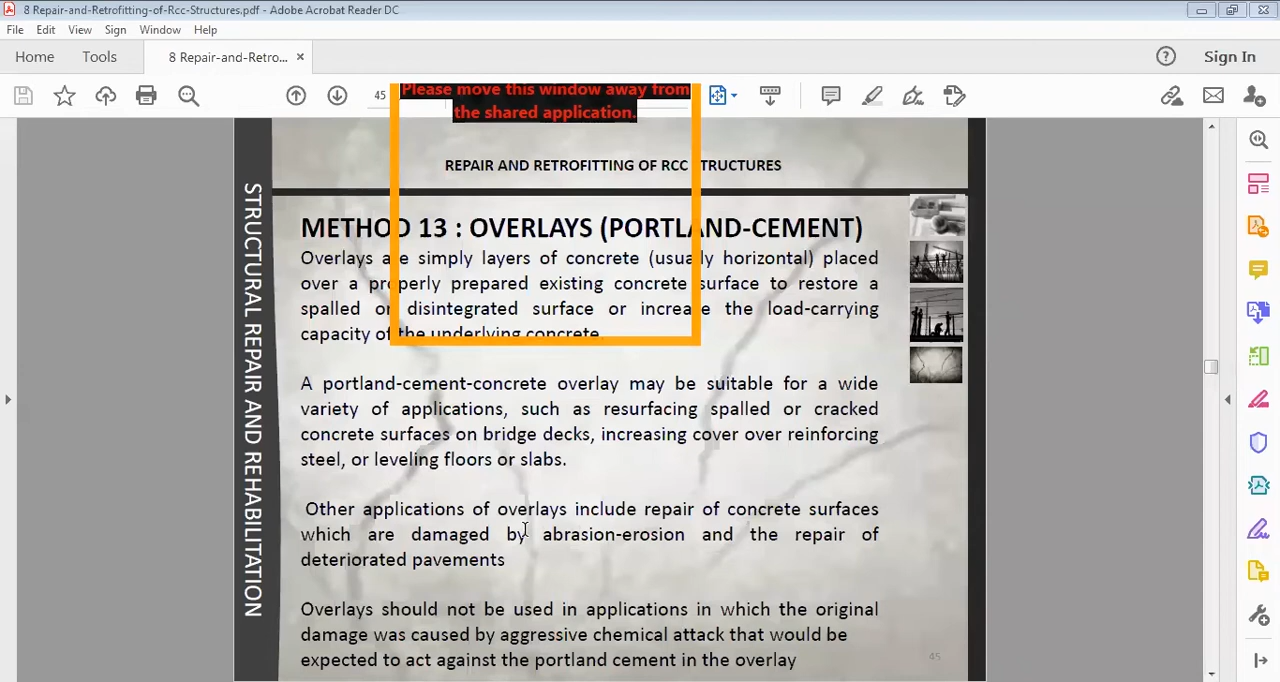 8 Repair-and-Retrofitting-of-Rcc-Structures.pdf - Adobe Acrobat Reader DC
File Edit View Sign Window Help
Home Tools 8 Repair-and-Retro... × Sign In
45
Please move this window away from
the shared application.
REPAIR AND RETROFITTING OF RCC STRUCTURES
STRUCTURAL REPAIR AND REHABILITATION
METHOD 13 : OVERLAYS (PORTLAND-CEMENT)
Overlays are simply layers of concrete (usually horizontal) placed
over a properly prepared existing concrete surface to restore a
spalled or disintegrated surface or increase the load-carrying
capacity of the underlying concrete.
A portland-cement-concrete overlay may be suitable for a wide
variety of applications, such as resurfacing spalled or cracked
concrete surfaces on bridge decks, increasing cover over reinforcing
steel, or leveling floors or slabs.
Other applications of overlays include repair of concrete surfaces
which are damaged by abrasion-erosion and the repair of
deteriorated pavements
Overlays should not be used in applications in which the original
damage was caused by aggressive chemical attack that would be
expected to act against the portland cement in the overlay
45